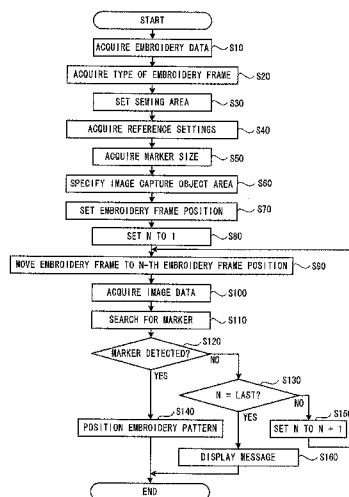 START
ACQUIRE EMBROIDERY DATA S10
ACQUIRE TYPE OF EMBROIDERY FRAME S20
SET SEWING AREA S30
ACQUIRE REFERENCE SETTINGS S40
ACQUIRE MARKER SIZE S50
SPECIFY IMAGE CAPTURE OBJECT AREA S60
SET EMBROIDERY FRAME POSITION S70
SET N TO 1 S80
MOVE EMBROIDERY FRAME TO N-TH EMBROIDERY FRAME POSITION S90
ACQUIRE IMAGE DATA S100
SEARCH FOR MARKER S110
MARKER DETECTED? S120
NO
YES
N = LAST? S130
NO
YES
POSITION EMBROIDERY PATTERN S140
SET N TO N + 1 S150
DISPLAY MESSAGE S160
END